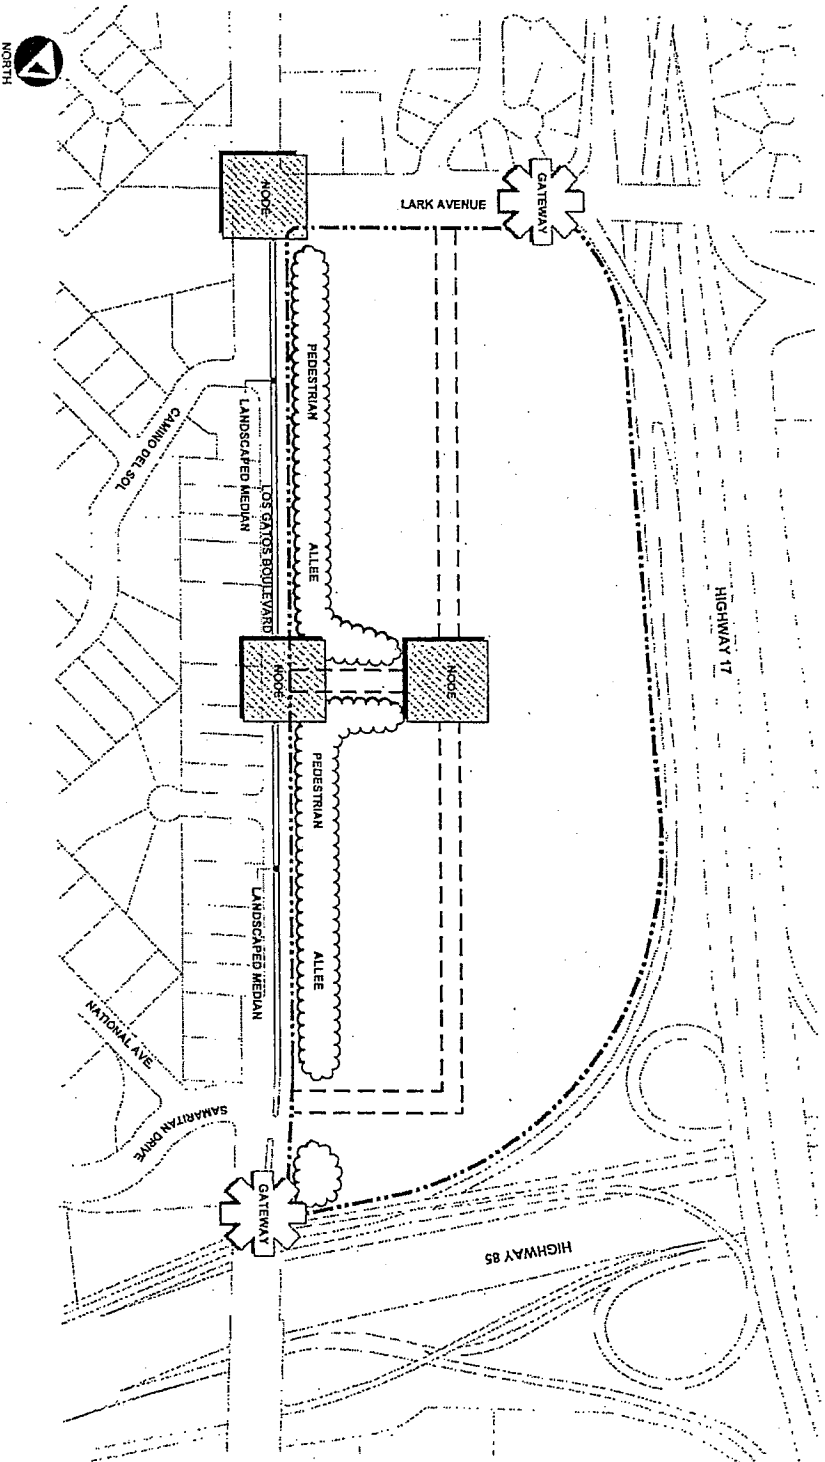 NORTH
NODE
LARK AVENUE
GATEWAY
PEDESTRIAN
ALLEE
LANDSCAPED MEDIAN
LOS GATOS BOULEVARD
CAMINO DEL SOL
HIGHWAY 17
NODE
NODE
PEDESTRIAN
ALLEE
LANDSCAPED MEDIAN
NATIONAL AVE
SAMARITAN DRIVE
GATEWAY
HIGHWAY 85